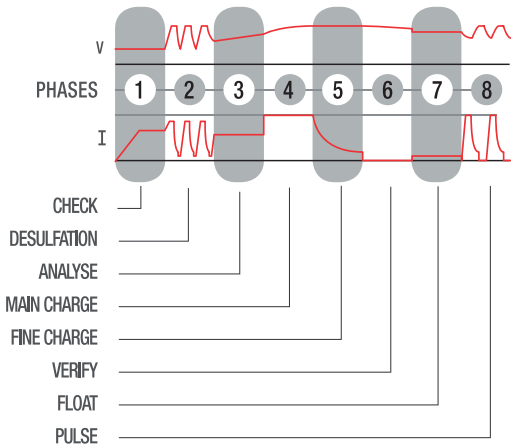 V
PHASES 1 2 3 4 5 6 7 8
I
CHECK
DESULFATION
ANALYSE
MAIN CHARGE
FINE CHARGE
VERIFY
FLOAT
PULSE